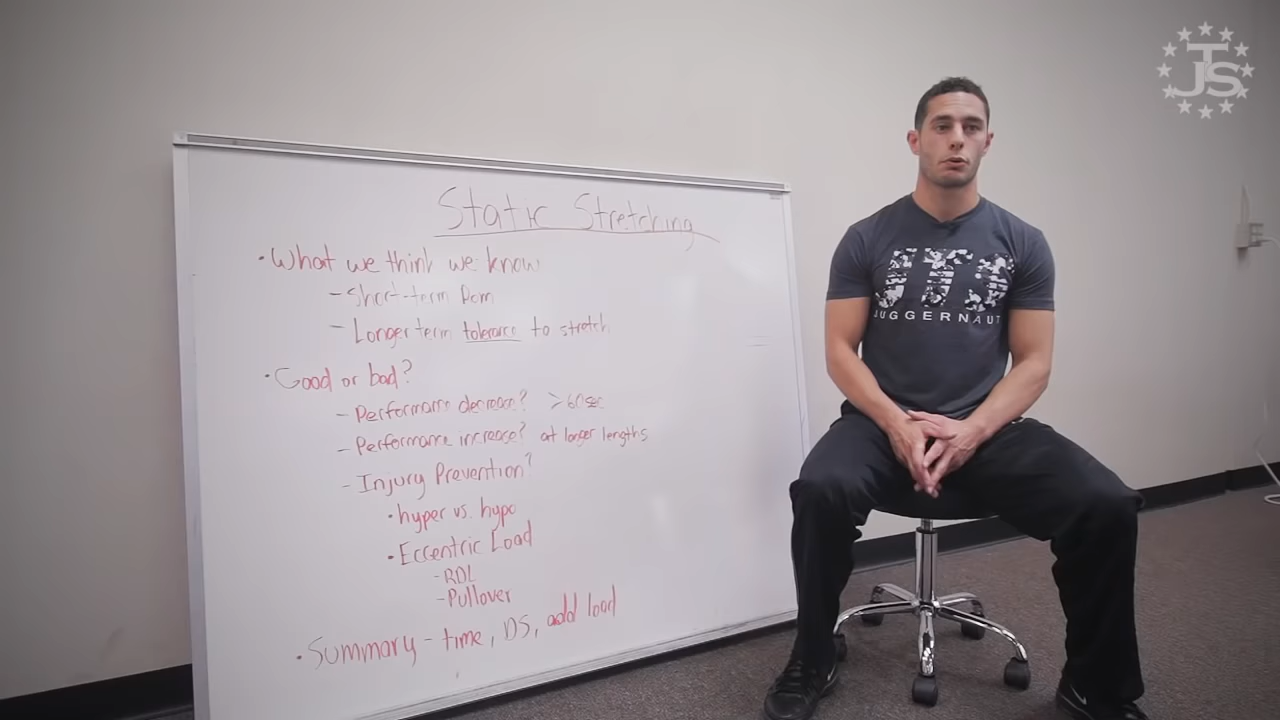 Static Stretching
• What we think we know
- Short-term Rom
- Longer term tolerance to stretch
• Good or bad?
- Performance decrease? >60sec
- Performance increase? at longer lengths
- Injury Prevention?
• hyper vs. hypo
• Eccentric Load
- RDL
- Pullover
• Summary - time, DS, add load
JTS
JUGGERNAUT
JTS